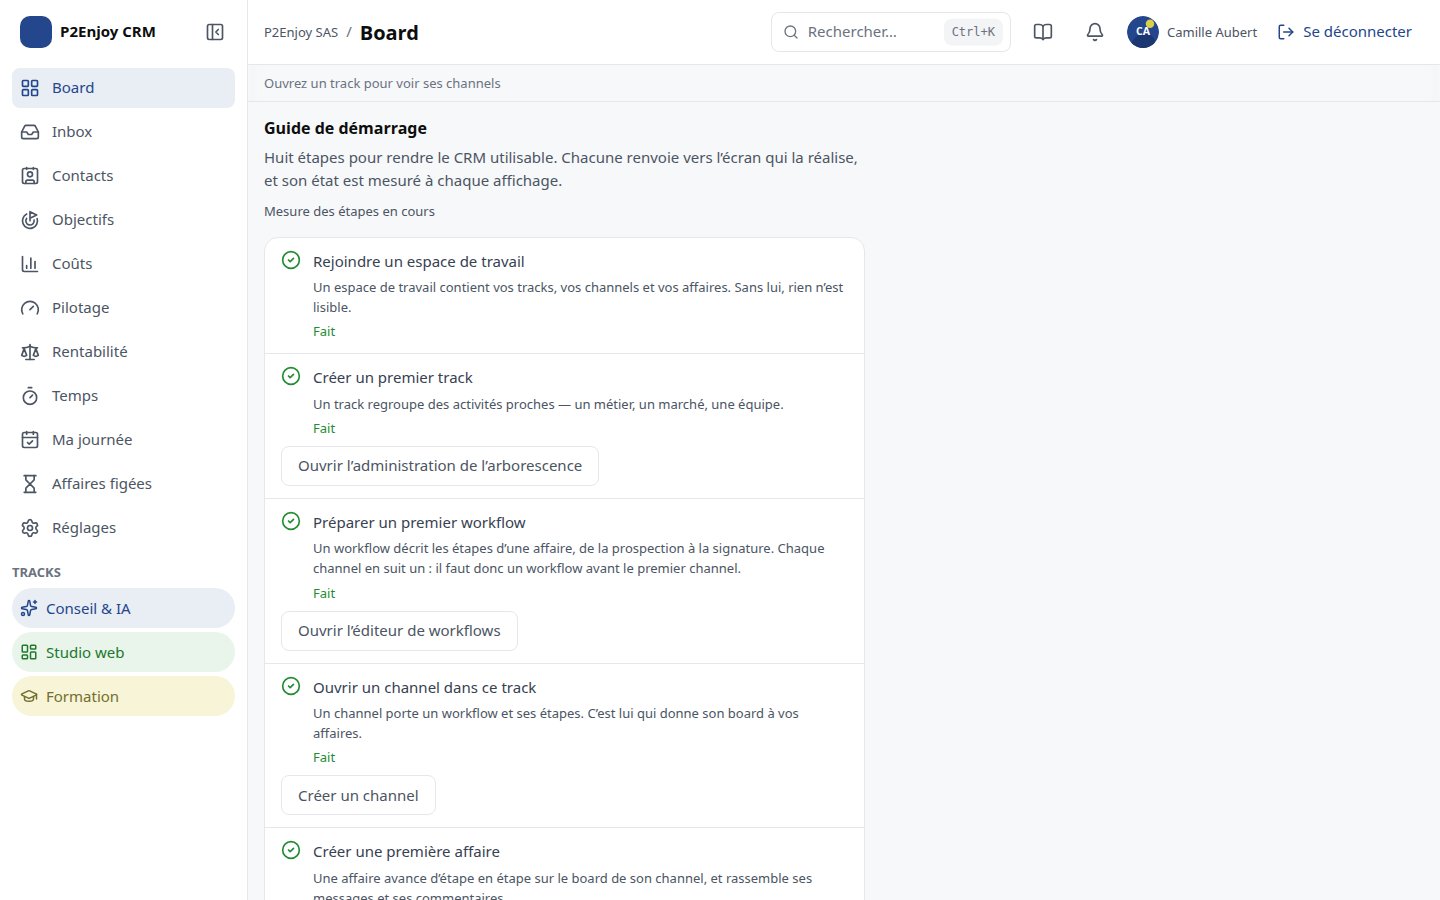 P2Enjoy CRM
Board
Inbox
Contacts
Objectifs
Coûts
Pilotage
Rentabilité
Temps
Ma journée
Affaires figées
Réglages
TRACKS
Conseil & IA
Studio web
Formation
P2Enjoy SAS / Board
Rechercher... Ctrl+K
CA Camille Aubert
Se déconnecter
Ouvrez un track pour voir ses channels
Guide de démarrage
Huit étapes pour rendre le CRM utilisable. Chacune renvoie vers l’écran qui la réalise,
et son état est mesuré à chaque affichage.
Mesure des étapes en cours
Rejoindre un espace de travail
Un espace de travail contient vos tracks, vos channels et vos affaires. Sans lui, rien n’est
lisible.
Fait
Créer un premier track
Un track regroupe des activités proches — un métier, un marché, une équipe.
Fait
Ouvrir l’administration de l’arborescence
Préparer un premier workflow
Un workflow décrit les étapes d’une affaire, de la prospection à la signature. Chaque
channel en suit un : il faut donc un workflow avant le premier channel.
Fait
Ouvrir l’éditeur de workflows
Ouvrir un channel dans ce track
Un channel porte un workflow et ses étapes. C’est lui qui donne son board à vos
affaires.
Fait
Créer un channel
Créer une première affaire
Une affaire avance d’étape en étape sur le board de son channel, et rassemble ses
messages et ses commentaires.